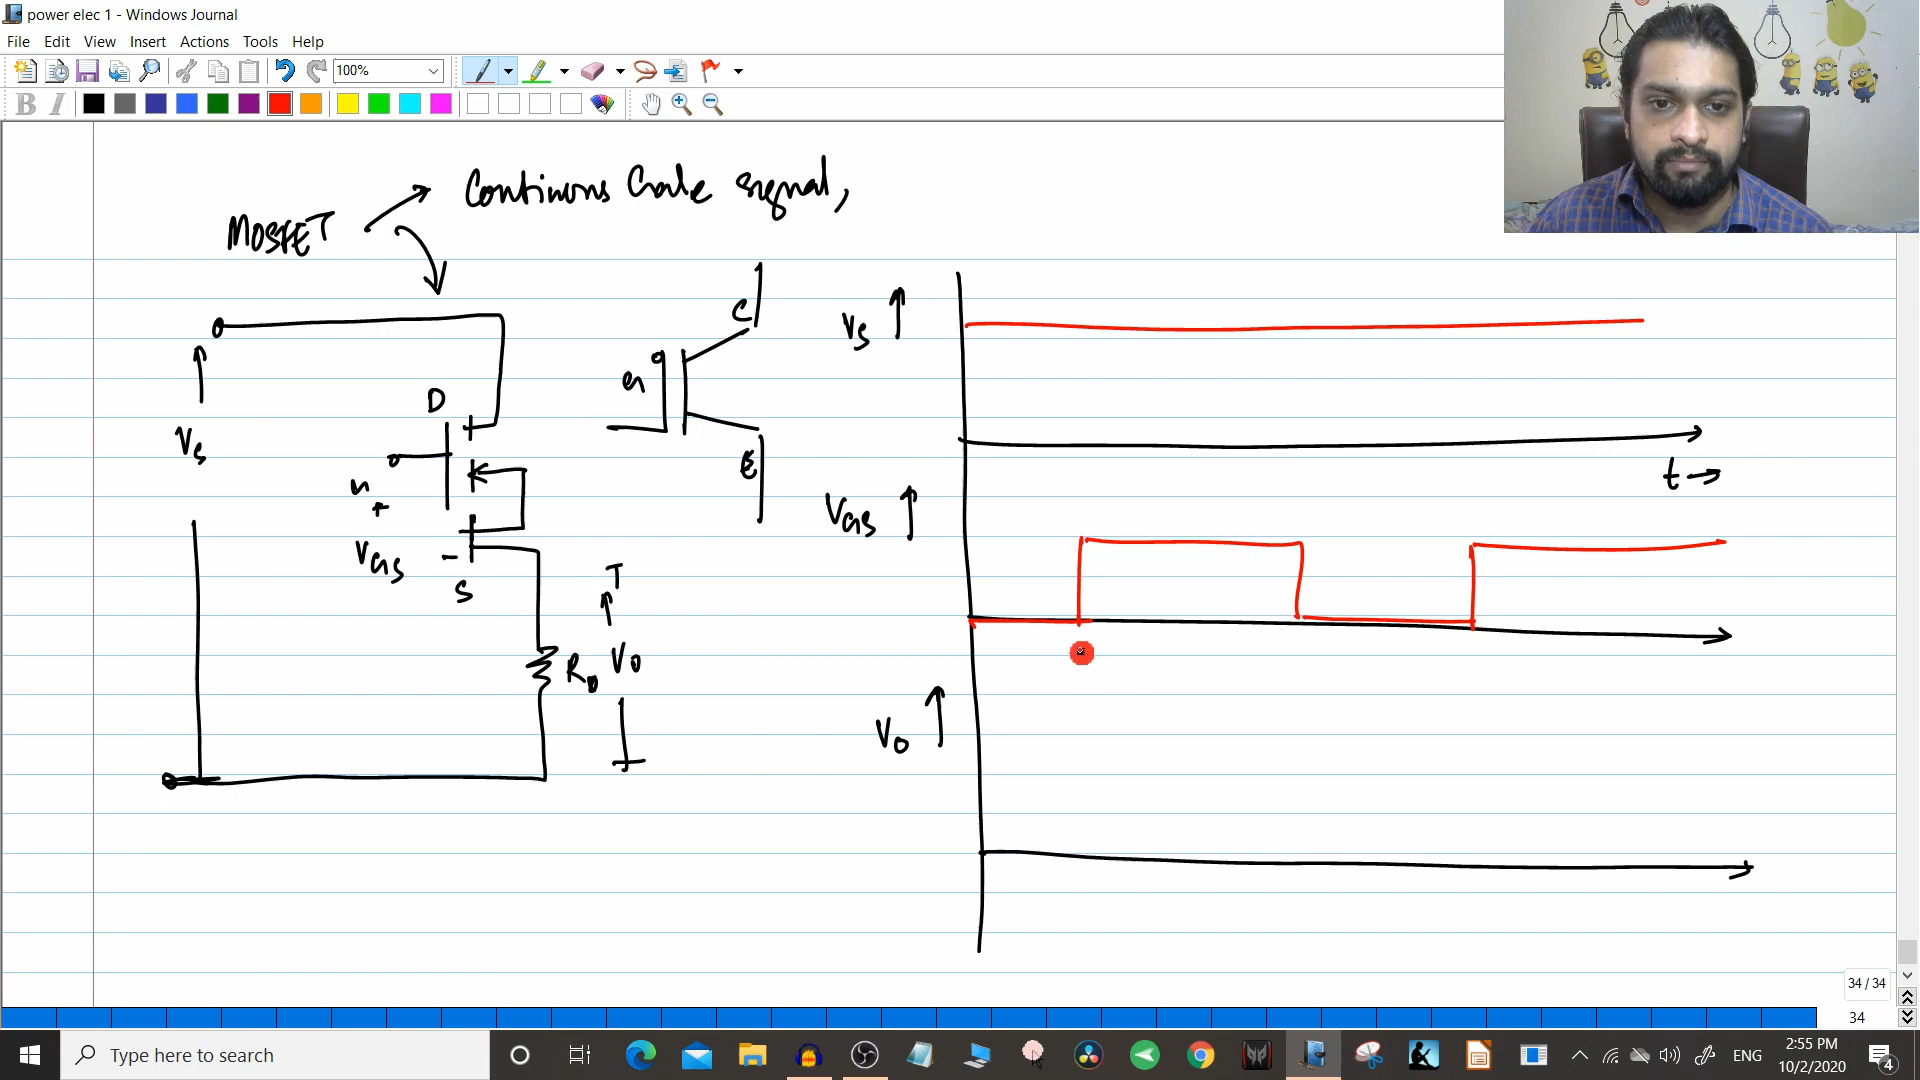 power elec 1 - Windows Journal
File Edit View Insert Actions Tools Help
100%
B I
Continuous Gate signal,
MOSFET
C
Vs
G
E
D
Vs
+
VGS
-
S
T
Vo
Ro
t
VGS
Vo
34 / 34
34
Type here to search
ENG
2:55 PM
10/2/2020
4